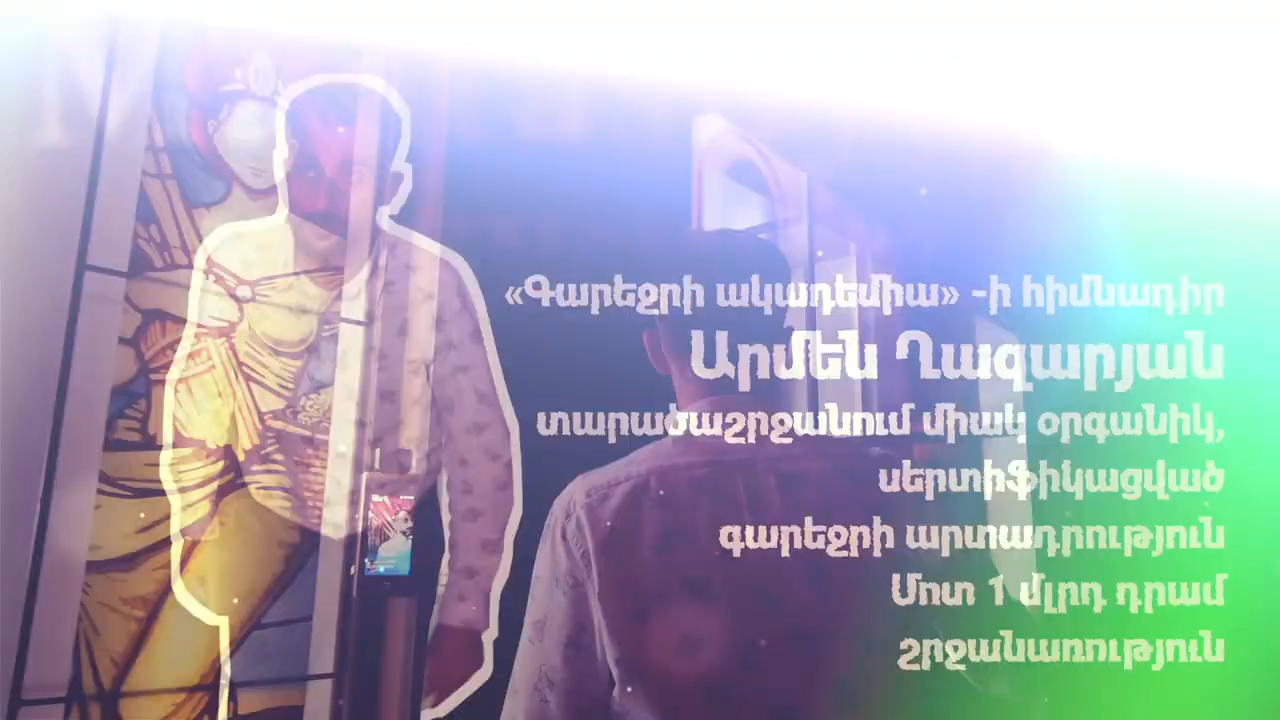 «Գարեջրի ակադեմիա» -ի հիմնադիր
Արմեն Ղազարյան
տարածաշրջանում միակ օրգանիկ,
սերտիֆիկացված
գարեջրի արտադրություն
Մոտ 1 մլրդ դրամ
շրջանառություն